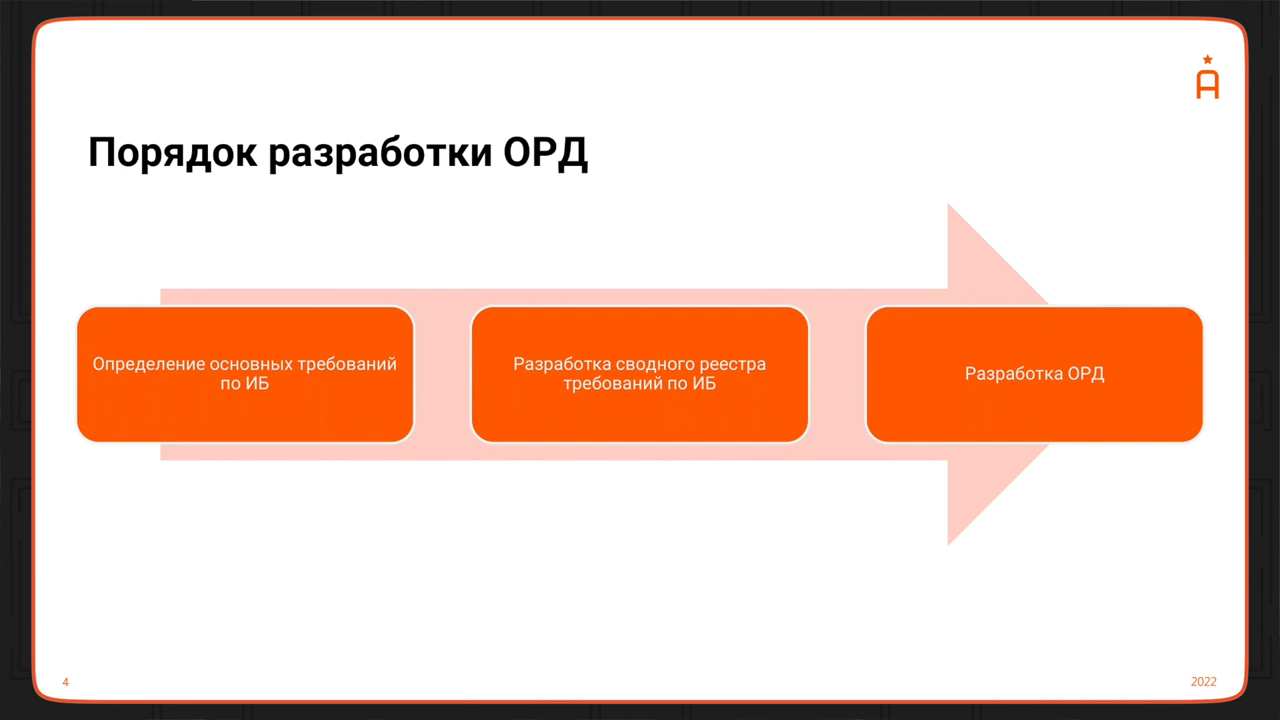 Порядок разработки ОРД
Определение основных требований
по ИБ
Разработка сводного реестра
требований по ИБ
Разработка ОРД
4
2022